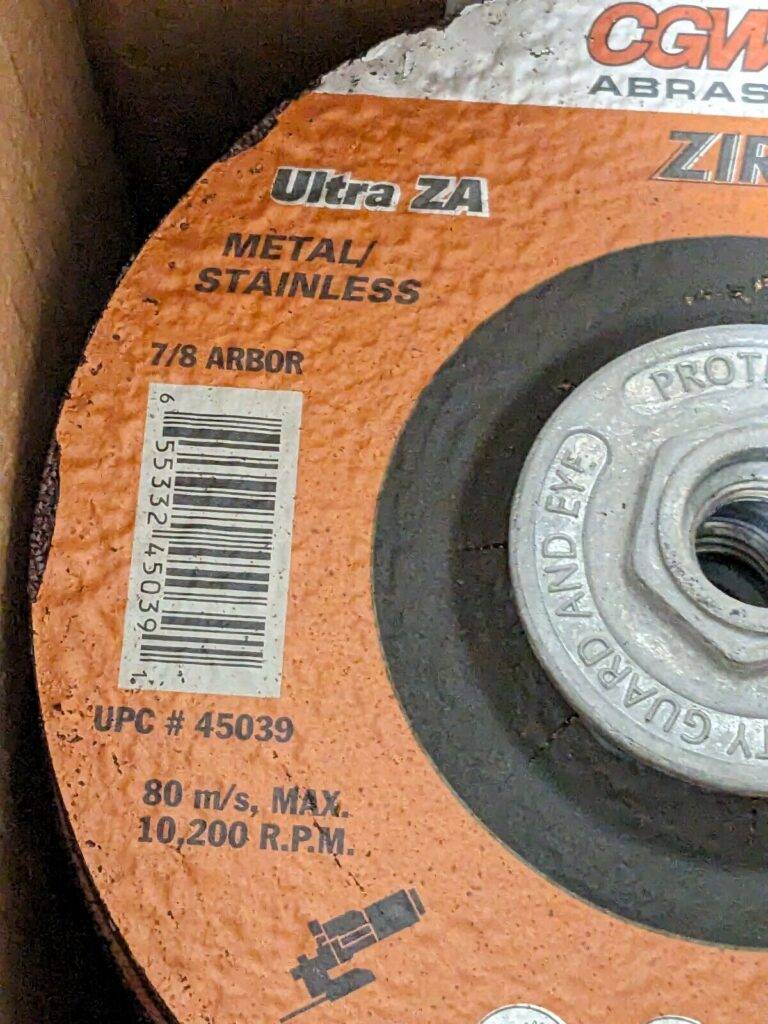 CGW
ABRAS
ZIR
Ultra ZA
METAL/
STAINLESS
7/8 ARBOR
6 55332 45039 1
UPC # 45039
80 m/s, MAX.
10,200 R.P.M.
PROT
TY GUARD AND EYE